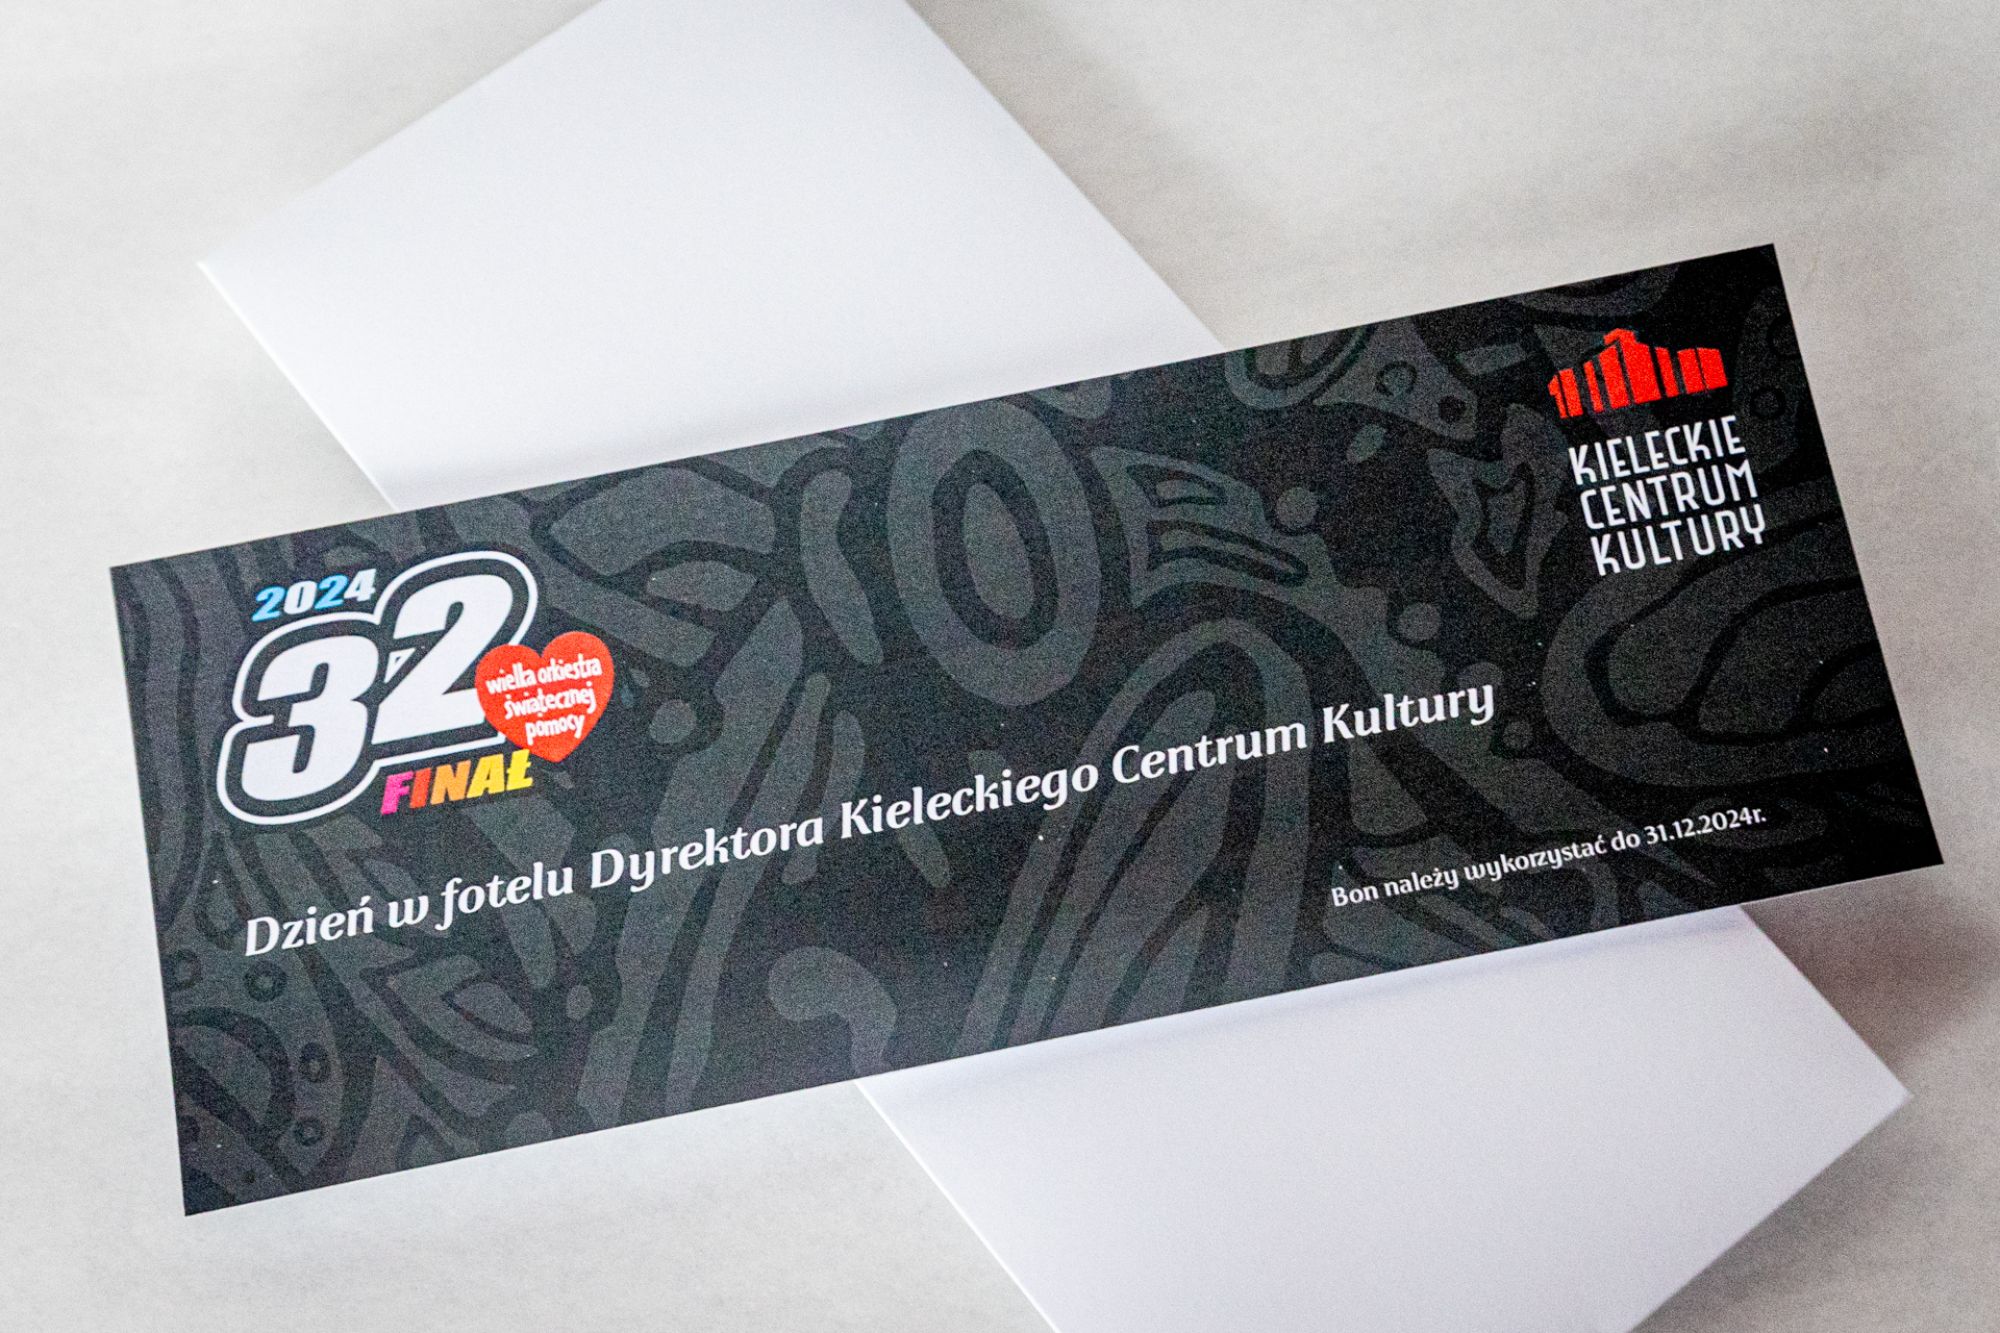 2024
32
FINAŁ
wielka orkiestra
świątecznej
pomocy
KIELECKIE
CENTRUM
KULTURY
Dzień w fotelu Dyrektora Kieleckiego Centrum Kultury
Bon należy wykorzystać do 31.12.2024r.